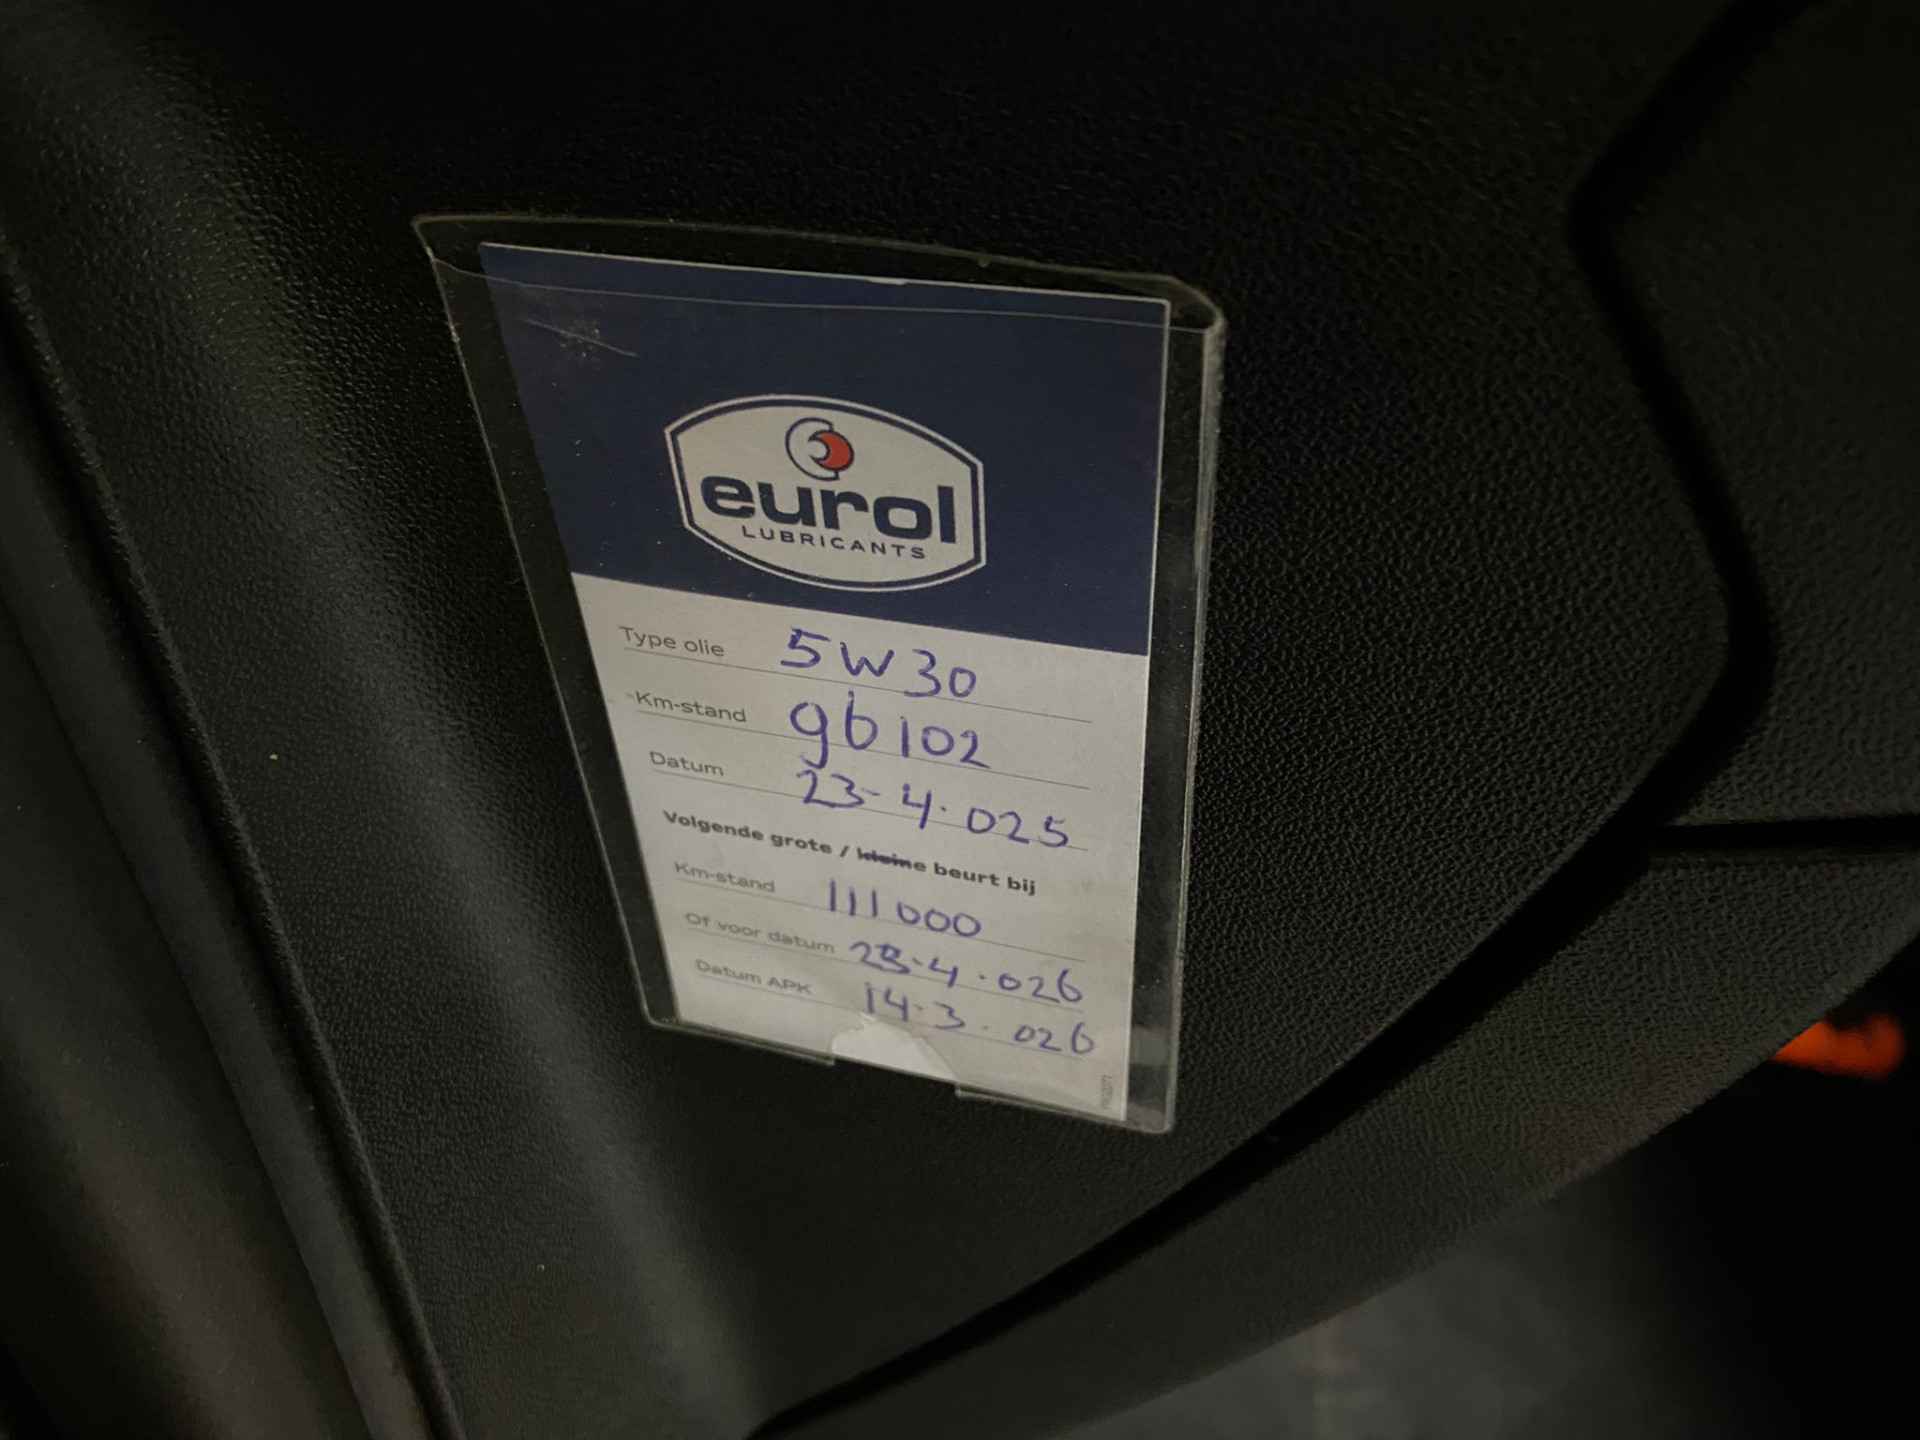 eurol
LUBRICANTS
Type olie 5W30
Km-stand 96102
Datum 23-4-025
Volgende grote / kleine beurt bij
Km-stand 111000
Of voor datum 23-4-026
Datum APK 14-3-026